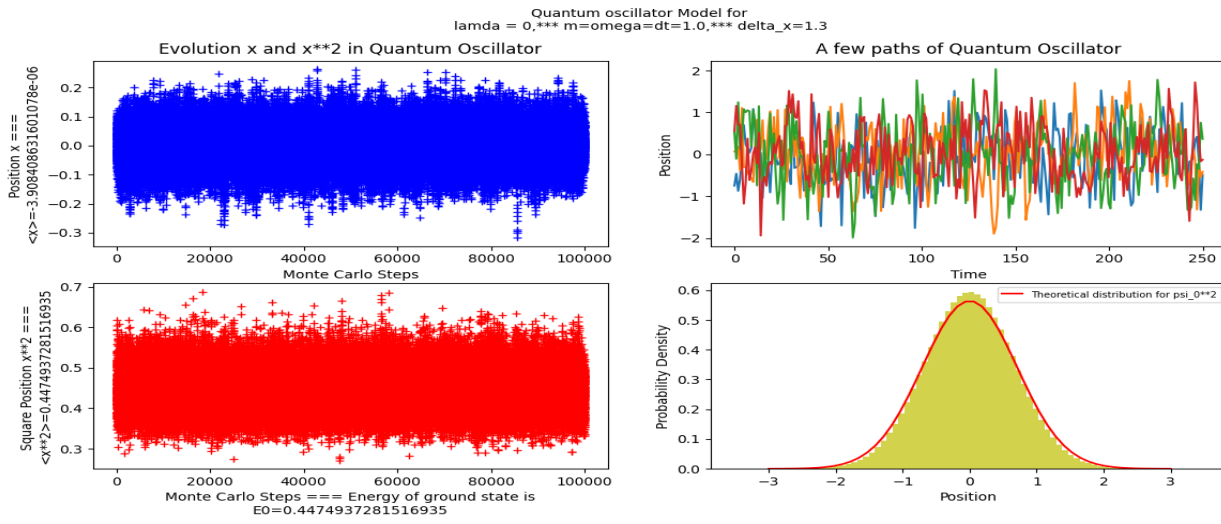 Quantum oscillator Model for
lamda = 0,*** m=omega=dt=1.0,*** delta_x=1.3
Evolution x and x**2 in Quantum Oscillator
Position x ===
<x>=-3.908408631601078e-06
0.2
0.1
0.0
−0.1
−0.2
−0.3
0 20000 40000 60000 80000 100000
Monte Carlo Steps
A few paths of Quantum Oscillator
Position
2
1
0
−1
−2
0 50 100 150 200 250
Time
Square Position x**2 ===
<x**2>=0.4474937281516935
0.7
0.6
0.5
0.4
0.3
0 20000 40000 60000 80000 100000
Monte Carlo Steps === Energy of ground state is
E0=0.4474937281516935
Probability Density
0.6
0.5
0.4
0.3
0.2
0.1
0.0
Theoretical distribution for psi_0**2
−3 −2 −1 0 1 2 3
Position